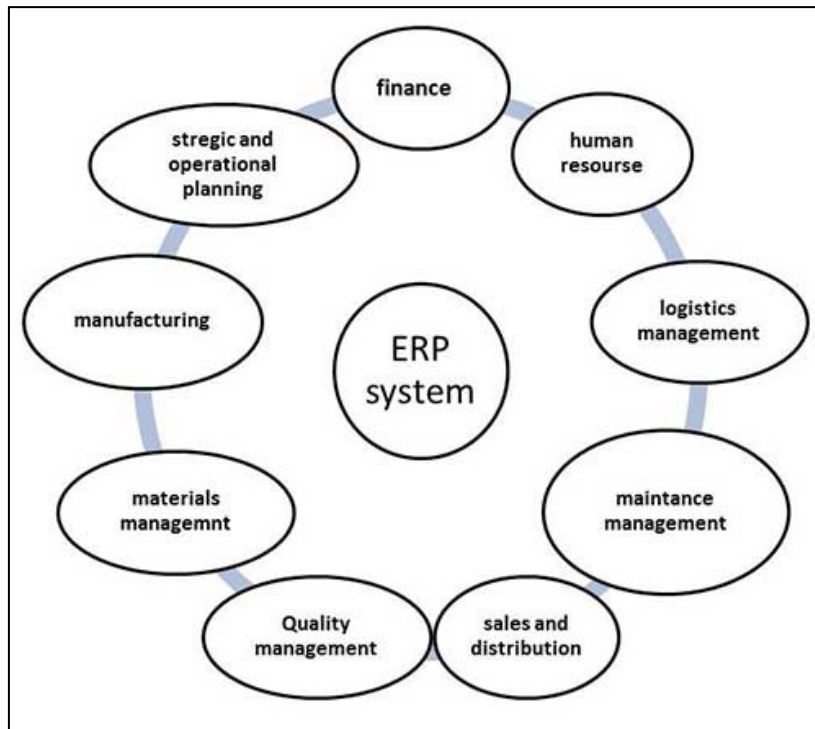 finance
human
resourse
stregic and
operational
planning
manufacturing
logistics
management
ERP
system
materials
managemnt
maintance
management
Quality
management
sales and
distribution